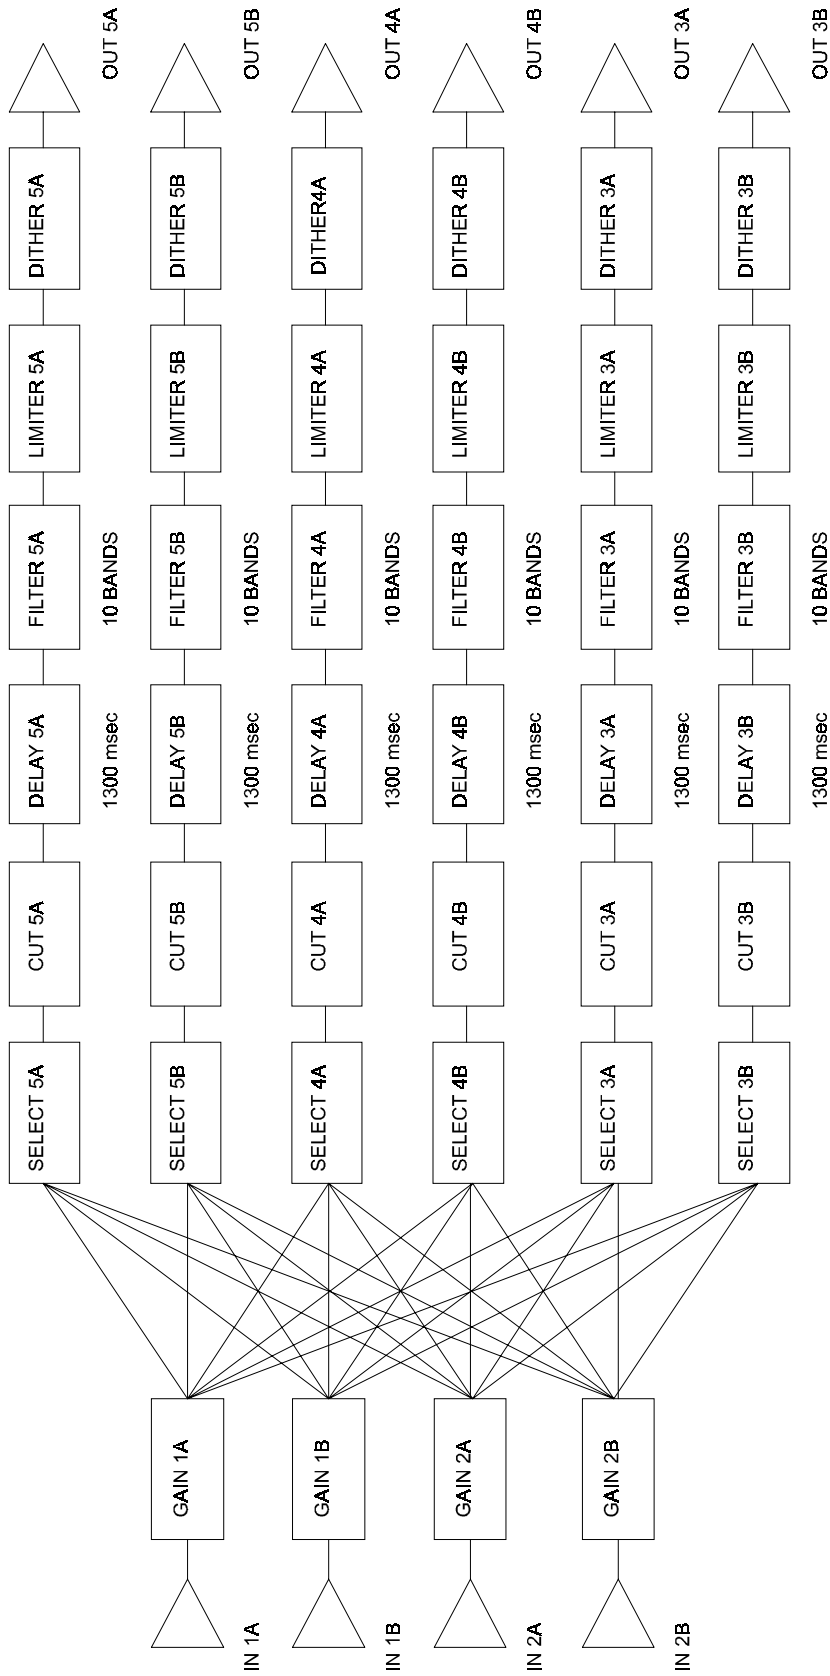 OUT 5A
OUT 5B
OUT 4A
OUT 4B
OUT 3A
OUT 3B
DITHER 5A
DITHER 5B
DITHER4A
DITHER 4B
DITHER 3A
DITHER 3B
LIMITER 5A
LIMITER 5B
LIMITER 4A
LIMITER 4B
LIMITER 3A
LIMITER 3B
FILTER 5A
10 BANDS
FILTER 5B
10 BANDS
FILTER 4A
10 BANDS
FILTER 4B
10 BANDS
FILTER 3A
10 BANDS
FILTER 3B
10 BANDS
DELAY 5A
1300 msec
DELAY 5B
1300 msec
DELAY 4A
1300 msec
DELAY 4B
1300 msec
DELAY 3A
1300 msec
DELAY 3B
1300 msec
CUT 5A
CUT 5B
CUT 4A
CUT 4B
CUT 3A
CUT 3B
SELECT 5A
SELECT 5B
SELECT 4A
SELECT 4B
SELECT 3A
SELECT 3B
GAIN 1A
GAIN 1B
GAIN 2A
GAIN 2B
IN 1A
IN 1B
IN 2A
IN 2B